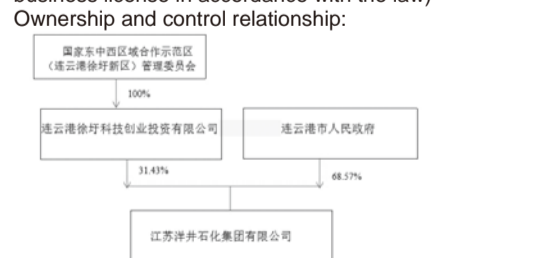 business license in accordance with the law)
Ownership and control relationship:
国家东中西区域合作示范区
（连云港徐圩新区）管理委员会
100%
连云港徐圩科技创业投资有限公司
连云港市人民政府
31.43%
68.57%
江苏洋井石化集团有限公司